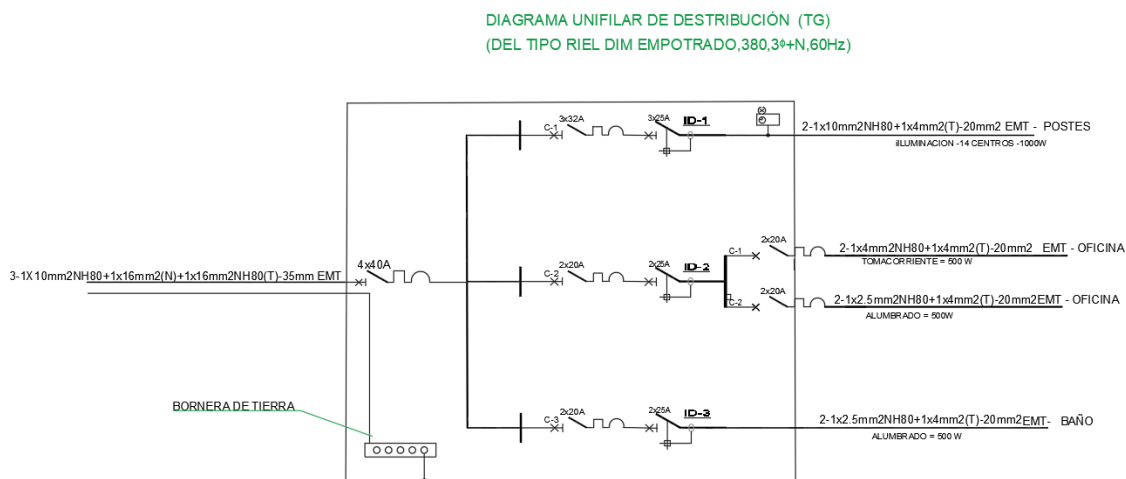 DIAGRAMA UNIFILAR DE DESTRIBUCIÓN (TG)
(DEL TIPO RIEL DIM EMPOTRADO,380,3ᶲ+N,60Hz)
3x32A
3x25A
ID-1
C-1
2-1x10mm2NH80+1x4mm2(T)-20mm2 EMT - POSTES
iILUMINACION -14 CENTROS -1000W
C-1
2x20A
2-1x4mm2NH80+1x4mm2(T)-20mm2 EMT - OFICINA
TOMACORRIENTE = 500 W
3-1X10mm2NH80+1x16mm2(N)+1x16mm2NH80(T)-35mm EMT
4x40A
C-2
2x20A
2x25A
ID-2
C-2
2x20A
2-1x2.5mm2NH80+1x4mm2(T)-20mm2EMT - OFICINA
ALUMBRADO = 500W
BORNERA DE TIERRA
C-3
2x20A
2x25A
ID-3
2-1x2.5mm2NH80+1x4mm2(T)-20mm2EMT- BAÑO
ALUMBRADO = 500 W